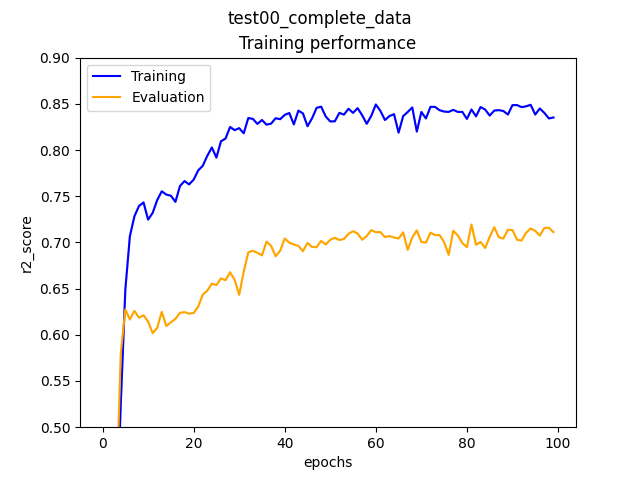 test00_complete_data
Training performance
Training
Evaluation
r2_score
0.90
0.85
0.80
0.75
0.70
0.65
0.60
0.55
0.50
0 20 40 60 80 100
epochs